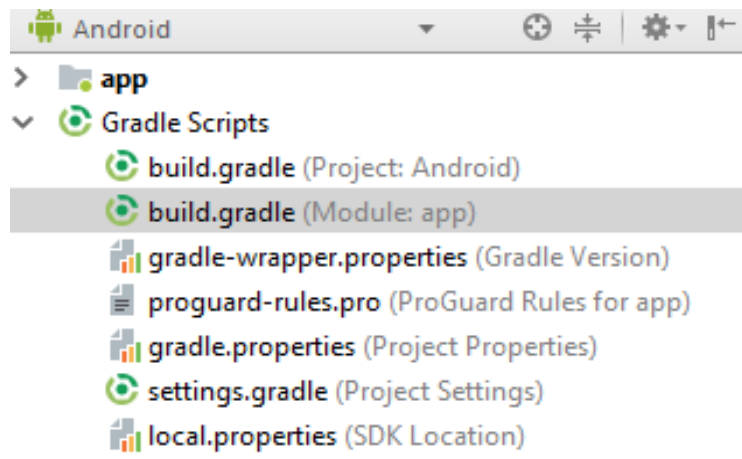 Android
app
Gradle Scripts
build.gradle (Project: Android)
build.gradle (Module: app)
gradle-wrapper.properties (Gradle Version)
proguard-rules.pro (ProGuard Rules for app)
gradle.properties (Project Properties)
settings.gradle (Project Settings)
local.properties (SDK Location)